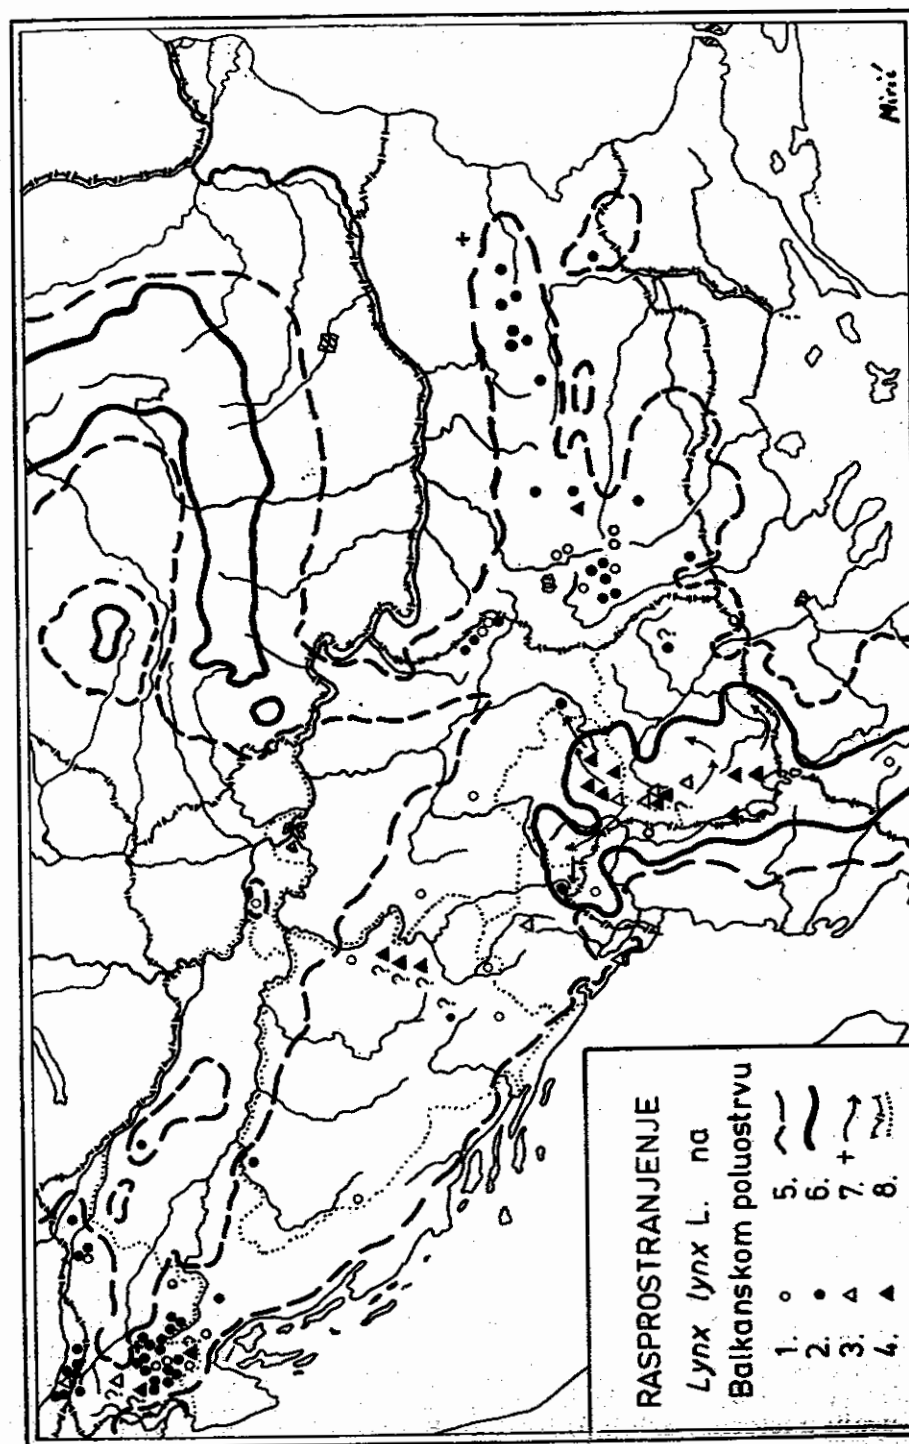 Mirić
RASPROSTRANJENJE
Lynx lynx L. na
Balkanskom poluostrvu
1. 5.
2. 6.
3. 7. +
4. 8.